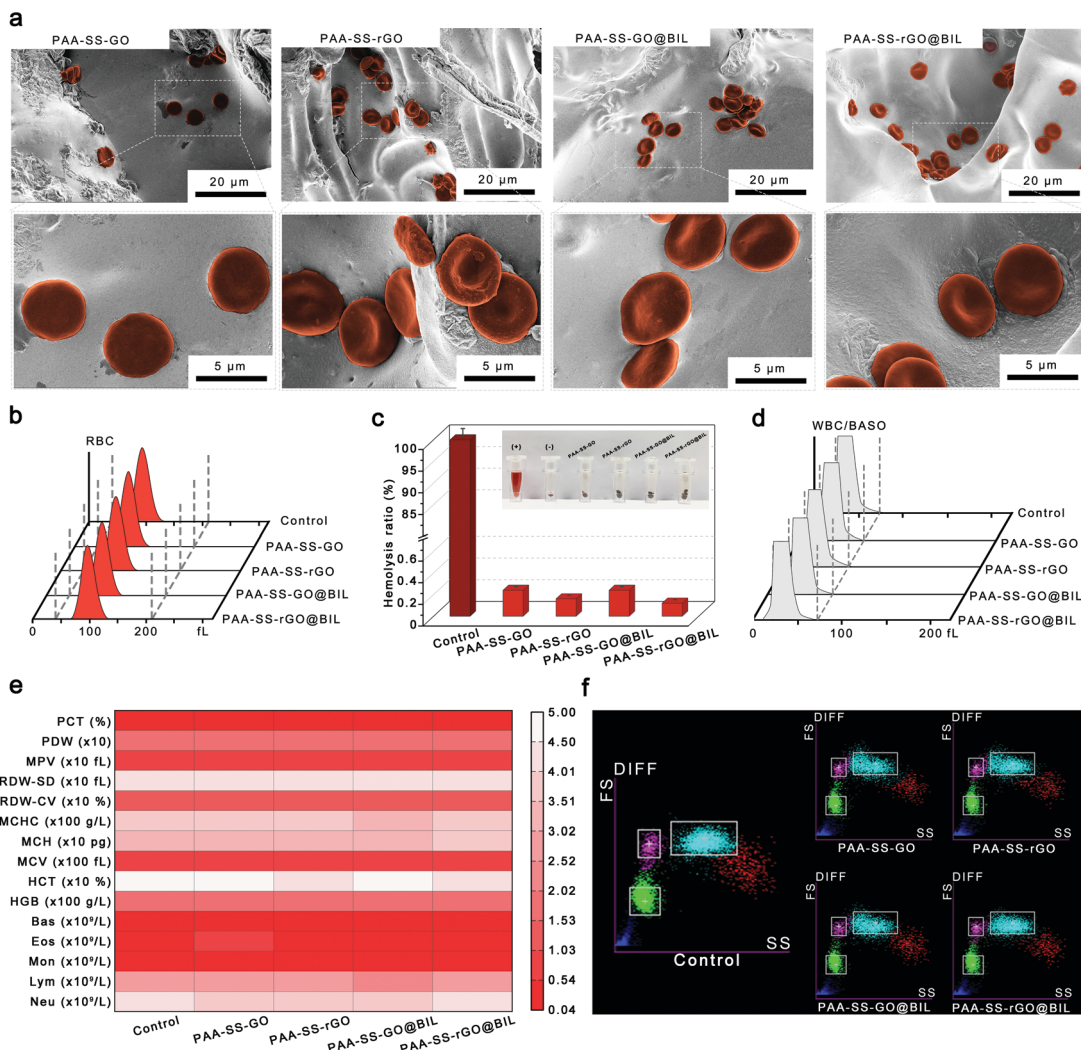 a
PAA-SS-GO
PAA-SS-rGO
PAA-SS-GO@BIL
PAA-SS-rGO@BIL
20 μm
20 μm
20 μm
20 μm
5 μm
5 μm
5 μm
5 μm
b
RBC
Control
PAA-SS-GO
PAA-SS-rGO
PAA-SS-GO@BIL
PAA-SS-rGO@BIL
0
100
200
fL
c
Hemolysis ratio (%)
100
95
90
85
0.6
0.4
0.2
(+)
(-)
PAA-SS-GO
PAA-SS-rGO
PAA-SS-GO@BIL
PAA-SS-rGO@BIL
Control
PAA-SS-GO
PAA-SS-rGO
PAA-SS-GO@BIL
PAA-SS-rGO@BIL
d
WBC/BASO
Control
PAA-SS-GO
PAA-SS-rGO
PAA-SS-GO@BIL
PAA-SS-rGO@BIL
0
100
200
fL
e
PCT (%)
PDW (x10)
MPV (x10 fL)
RDW-SD (x10 fL)
RDW-CV (x10 %)
MCHC (x100 g/L)
MCH (x10 pg)
MCV (x100 fL)
HCT (x10 %)
HGB (x100 g/L)
Bas (x10⁹/L)
Eos (x10⁹/L)
Mon (x10⁹/L)
Lym (x10⁹/L)
Neu (x10⁹/L)
Control
PAA-SS-GO
PAA-SS-rGO
PAA-SS-GO@BIL
PAA-SS-rGO@BIL
5.00
4.50
4.01
3.51
3.02
2.52
2.02
1.53
1.03
0.54
0.04
f
DIFF
FS
SS
Control
DIFF
FS
SS
PAA-SS-GO
DIFF
FS
SS
PAA-SS-rGO
DIFF
FS
SS
PAA-SS-GO@BIL
DIFF
FS
SS
PAA-SS-rGO@BIL